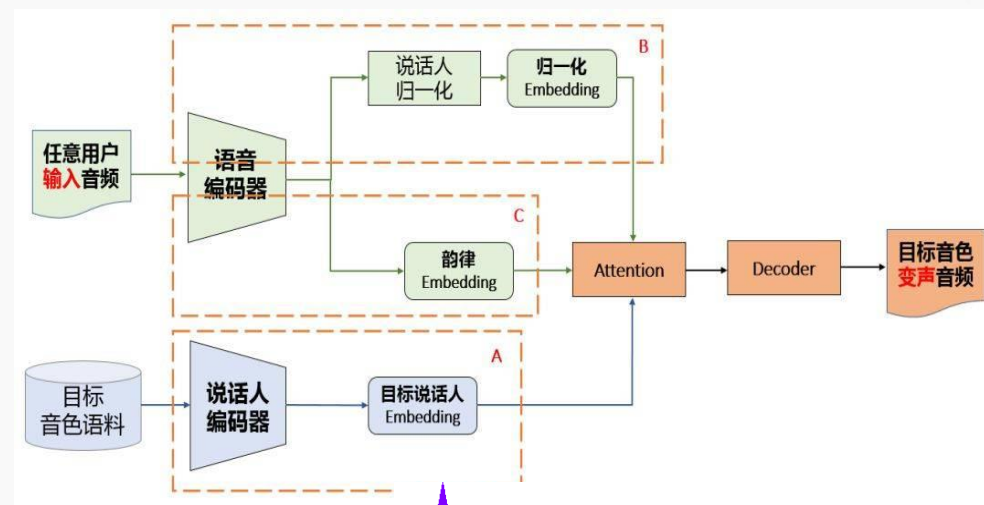 B
说话人
归一化
归一化
Embedding
任意用户
输入音频
语音
编码器
C
韵律
Embedding
Attention
Decoder
目标音色
变声音频
A
目标
音色语料
说话人
编码器
目标说话人
Embedding